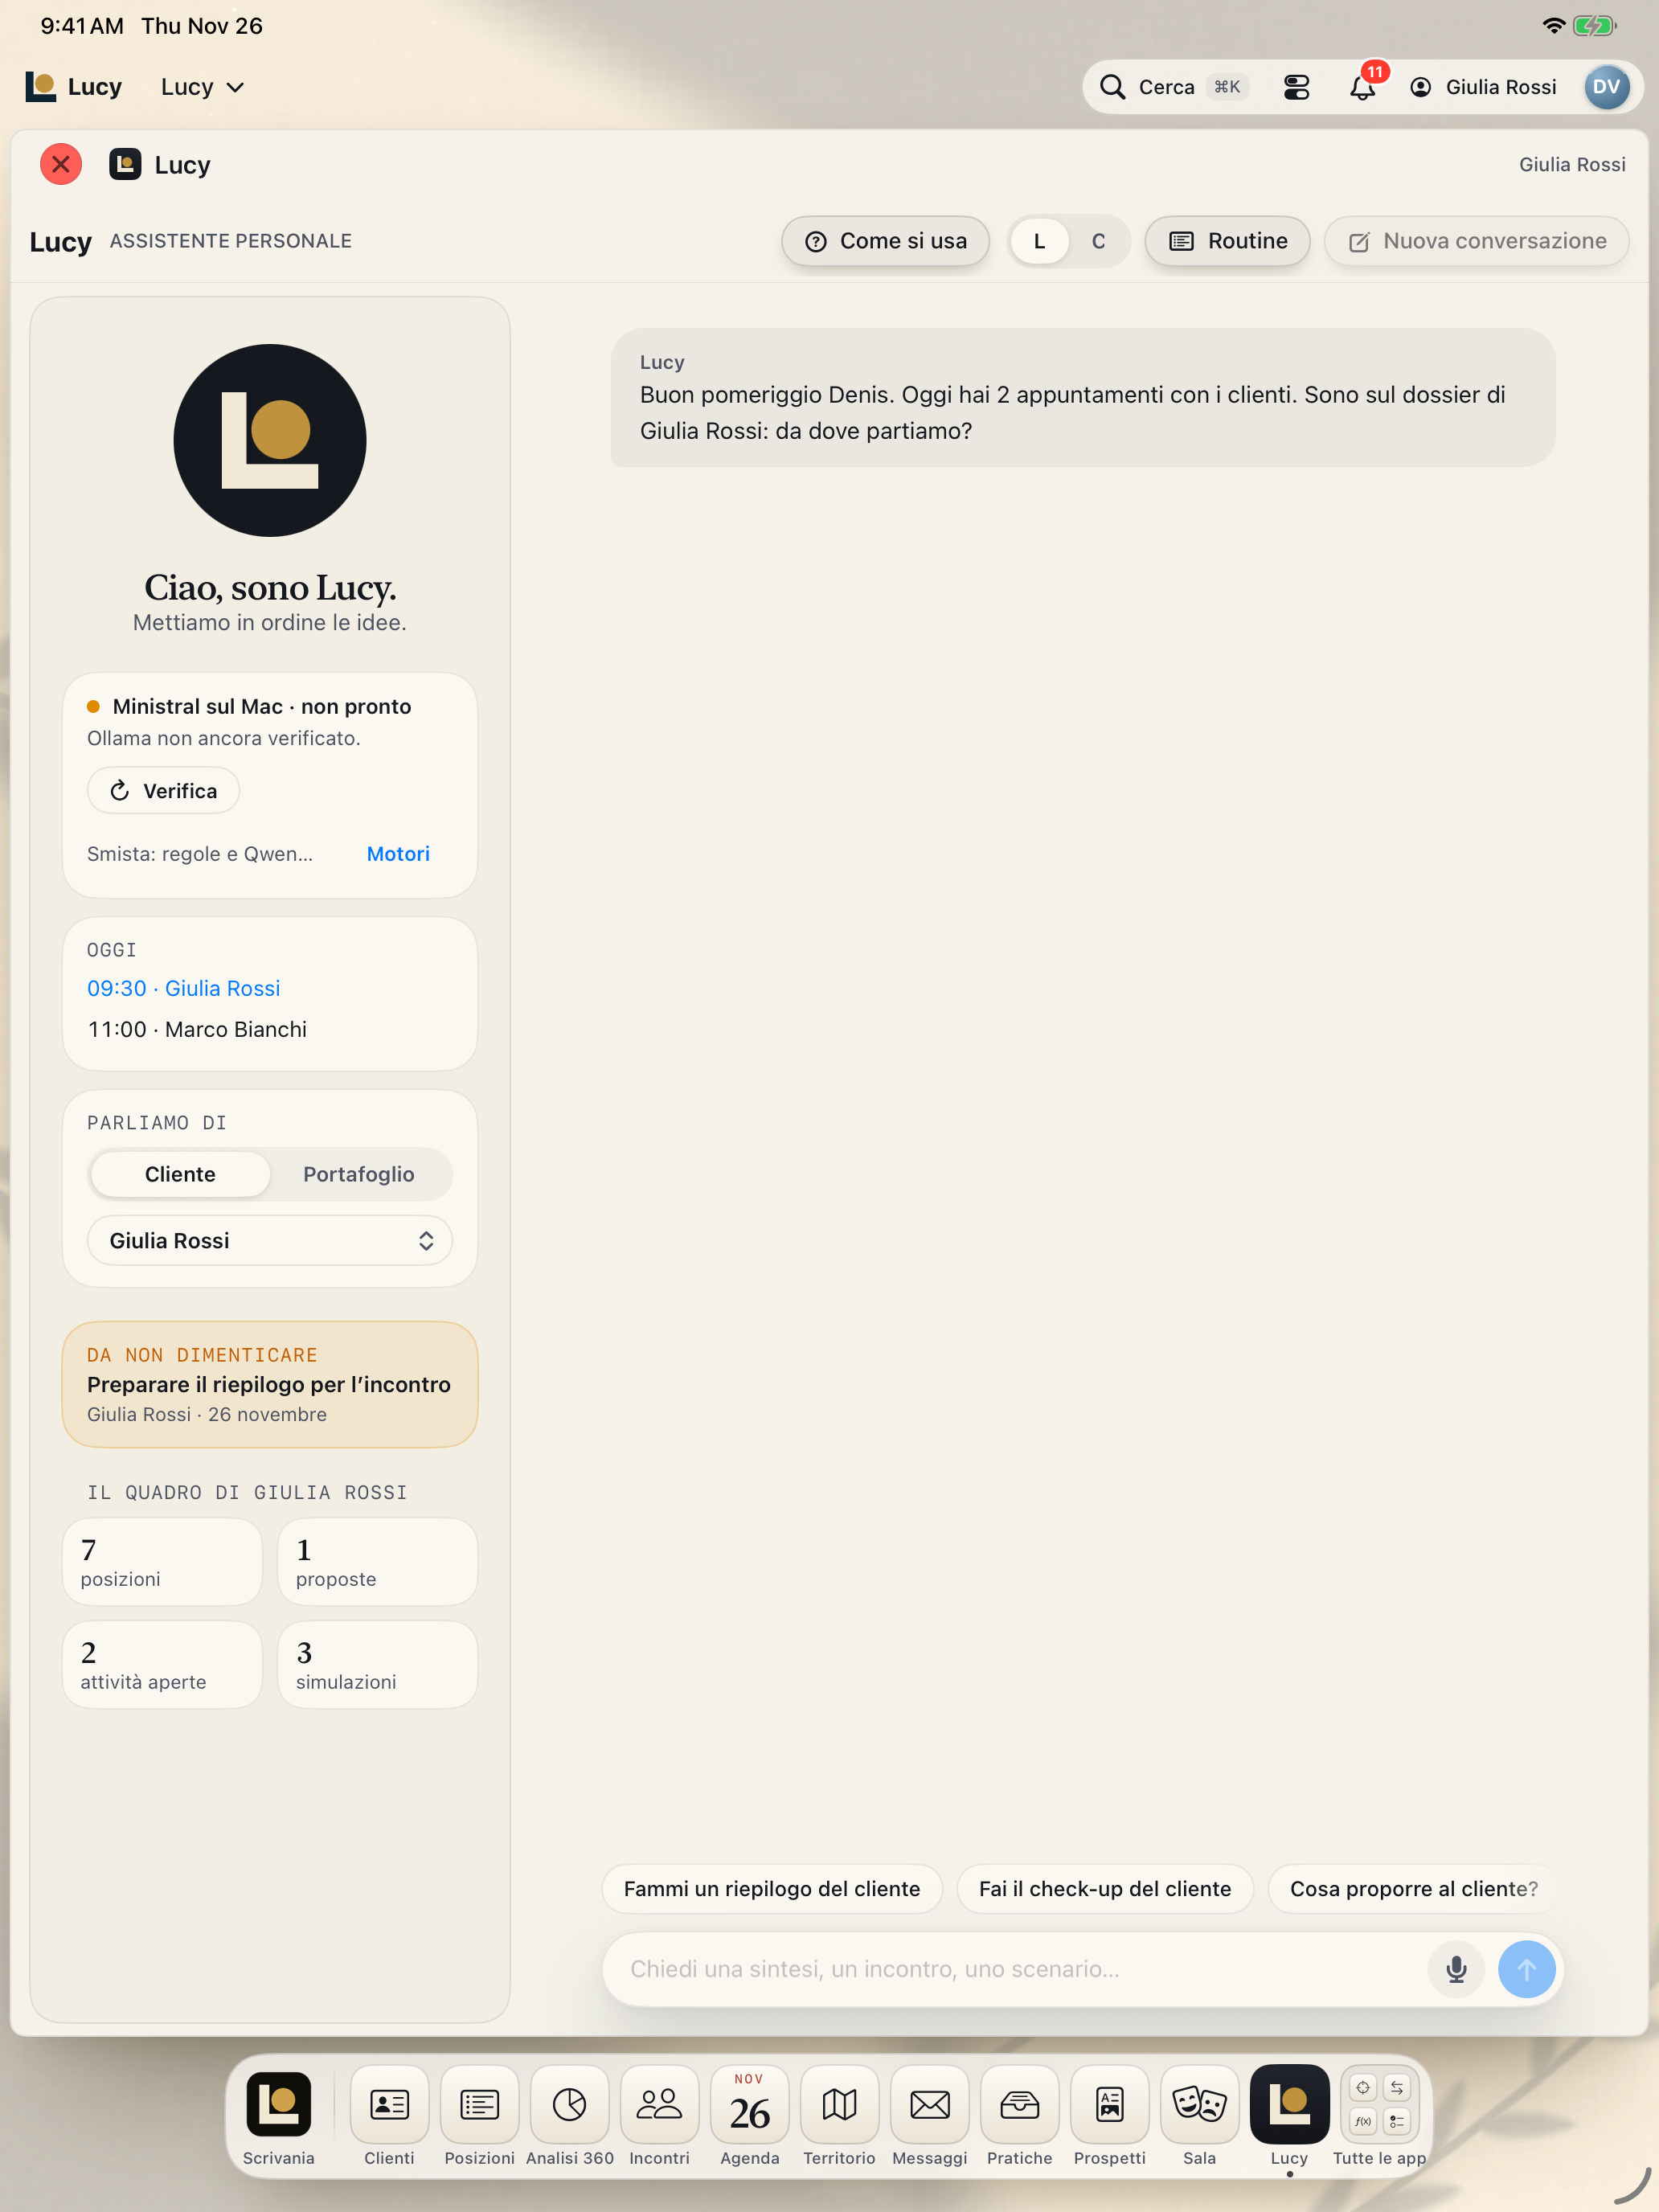 9:41 AM Thu Nov 26
Lucy Lucy
Cerca ⌘K 11 Giulia Rossi DV
Lucy Giulia Rossi
Lucy ASSISTENTE PERSONALE
Come si usa L C Routine Nuova conversazione
Ciao, sono Lucy.
Mettiamo in ordine le idee.
Ministral sul Mac · non pronto
Ollama non ancora verificato.
Verifica
Smista: regole e Qwen... Motori
OGGI
09:30 · Giulia Rossi
11:00 · Marco Bianchi
PARLIAMO DI
Cliente Portafoglio
Giulia Rossi
DA NON DIMENTICARE
Preparare il riepilogo per l’incontro
Giulia Rossi · 26 novembre
IL QUADRO DI GIULIA ROSSI
7 1
posizioni proposte
2 3
attività aperte simulazioni
Lucy
Buon pomeriggio Denis. Oggi hai 2 appuntamenti con i clienti. Sono sul dossier di
Giulia Rossi: da dove partiamo?
Fammi un riepilogo del cliente Fai il check-up del cliente Cosa proporre al cliente?
Chiedi una sintesi, un incontro, uno scenario...
NOV
26
f(x)
Scrivania Clienti Posizioni Analisi 360 Incontri Agenda Territorio Messaggi Pratiche Prospetti Sala Lucy Tutte le app